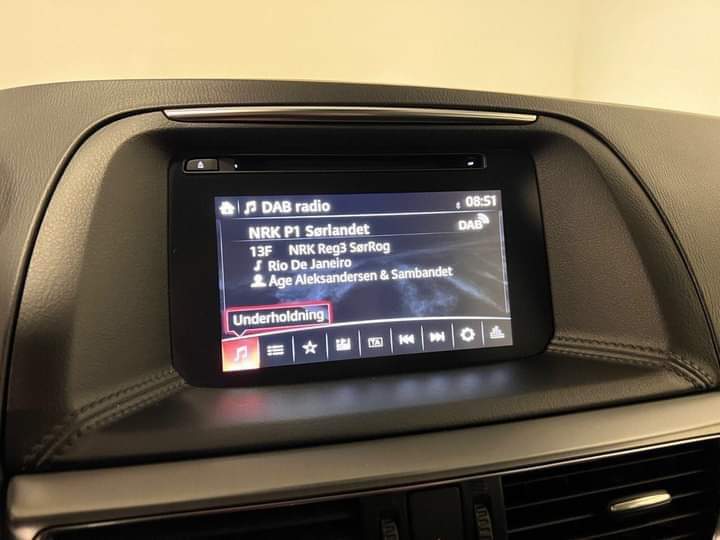 DAB radio 08:51
NRK P1 Sørlandet DAB
13F NRK Reg3 SørRog
Rio De Janeiro
Åge Aleksandersen & Sambandet
Underholdning
TA